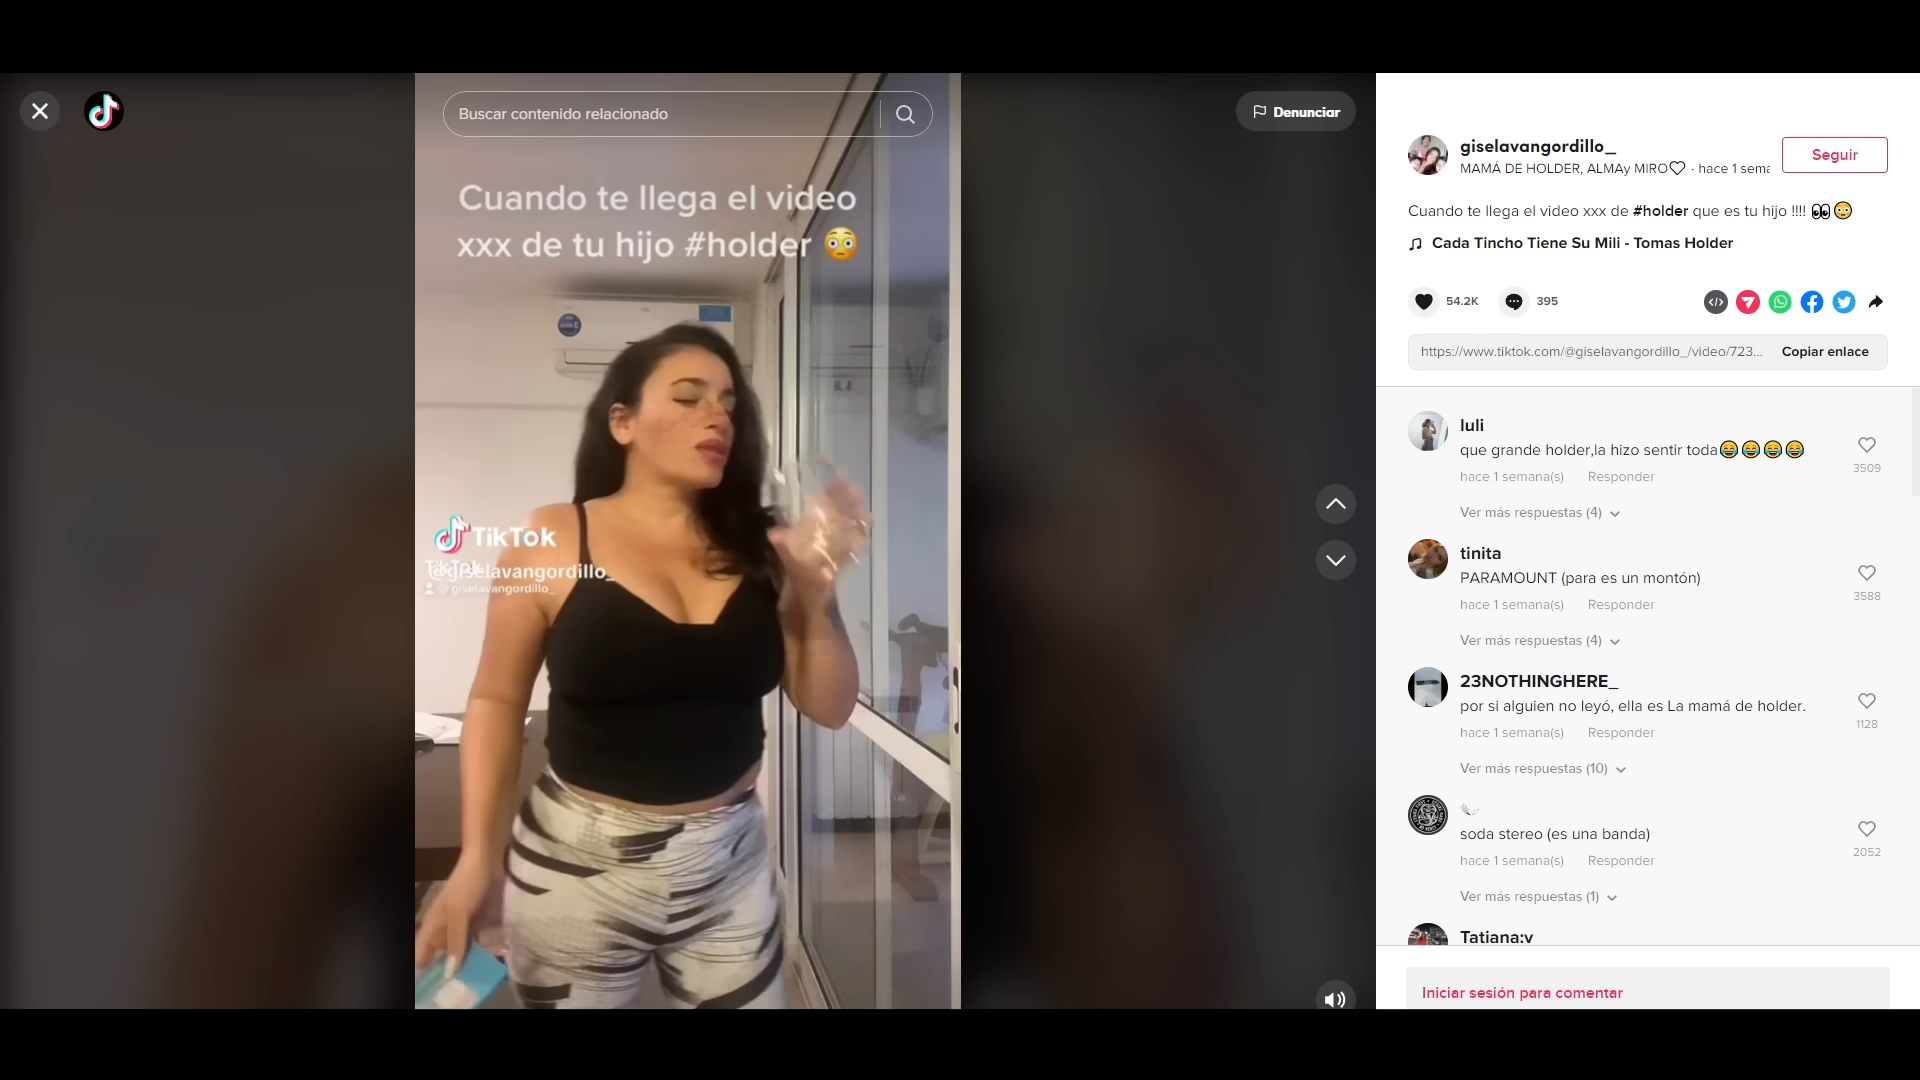 Buscar contenido relacionado
Denunciar
Cuando te llega el video
xxx de tu hijo #holder 😳
TikTok
@giselavangordillo_
TikTok
@giselavangordillo_
giselavangordillo_
MAMÁ DE HOLDER, ALMAy MIRO♡ · hace 1 sema
Seguir
Cuando te llega el video xxx de #holder que es tu hijo !!!! 👀😳
Cada Tincho Tiene Su Mili - Tomas Holder
54.2K
395
https://www.tiktok.com/@giselavangordillo_/video/723...
Copiar enlace
luli
que grande holder,la hizo sentir toda😂😂😂😂
3509
hace 1 semana(s) Responder
Ver más respuestas (4)
tinita
PARAMOUNT (para es un montón)
3588
hace 1 semana(s) Responder
Ver más respuestas (4)
23NOTHINGHERE_
por si alguien no leyó, ella es La mamá de holder.
1128
hace 1 semana(s) Responder
Ver más respuestas (10)
soda stereo (es una banda)
2052
hace 1 semana(s) Responder
Ver más respuestas (1)
Tatiana:v
Iniciar sesión para comentar